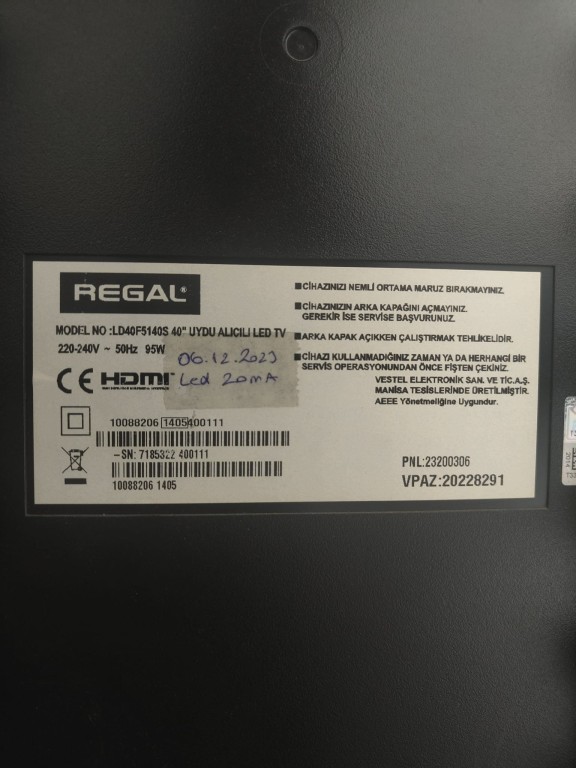 REGAL®
MODEL NO :LD40F5140S 40" UYDU ALICILI LED TV
220-240V ~ 50Hz 95W
06.12.2023
Led 20mA
CE HDMI™
10088206 1405400111
-SN: 7185322 400111
10088206 1405
■CİHAZINIZI NEMLİ ORTAMA MARUZ BIRAKMAYINIZ.
■CİHAZINIZIN ARKA KAPAĞINI AÇMAYINIZ.
GEREKİR İSE SERVİSE BAŞVURUNUZ.
■ARKA KAPAK AÇIKKEN ÇALIŞTIRMAK TEHLİKELİDİR.
■CİHAZI KULLANMADIĞINIZ ZAMAN YA DA HERHANGİ BİR
SERVİS OPERASYONUNDAN ÖNCE FİŞTEN ÇEKİNİZ.
VESTEL ELEKTRONİK SAN. VE TİC.A.Ş.
MANİSA TESİSLERİNDE ÜRETİLMİŞTİR.
AEEE Yönetmeliğine Uygundur.
PNL:23200306
VPAZ:20228291
2014